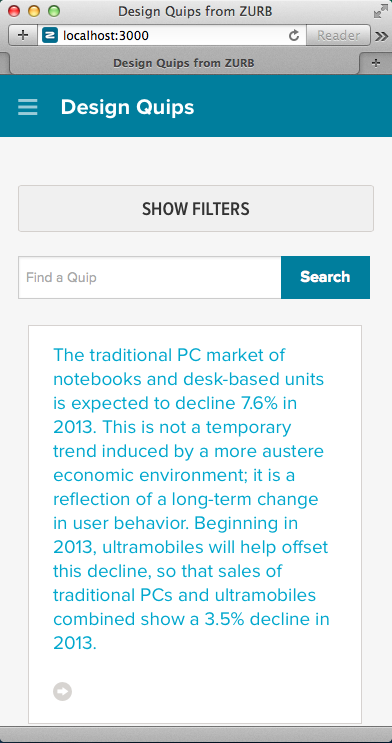 Design Quips from ZURB
localhost:3000
Reader
Design Quips from ZURB
Design Quips
SHOW FILTERS
Find a Quip
Search
The traditional PC market of
notebooks and desk-based units
is expected to decline 7.6% in
2013. This is not a temporary
trend induced by a more austere
economic environment; it is a
reflection of a long-term change
in user behavior. Beginning in
2013, ultramobiles will help offset
this decline, so that sales of
traditional PCs and ultramobiles
combined show a 3.5% decline in
2013.